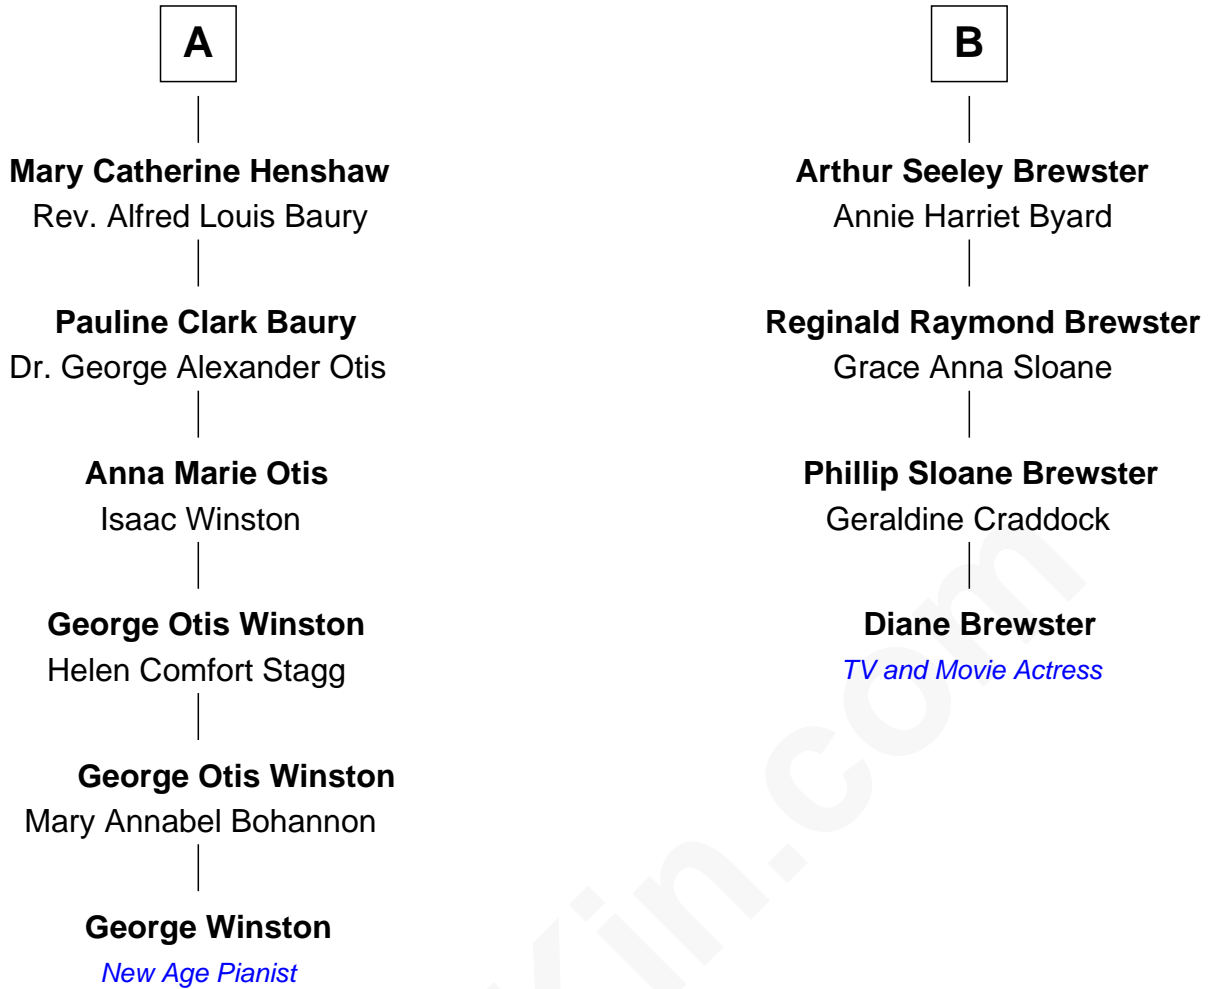 A
Mary Catherine Henshaw
Rev. Alfred Louis Baury
Pauline Clark Baury
Dr. George Alexander Otis
Anna Marie Otis
Isaac Winston
George Otis Winston
Helen Comfort Stagg
George Otis Winston
Mary Annabel Bohannon
George Winston
New Age Pianist
B
Arthur Seeley Brewster
Annie Harriet Byard
Reginald Raymond Brewster
Grace Anna Sloane
Phillip Sloane Brewster
Geraldine Craddock
Diane Brewster
TV and Movie Actress
Kin.com